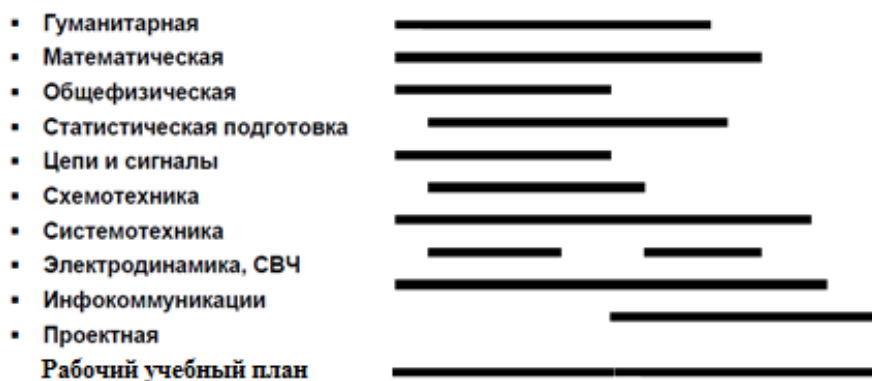 ▪ Гуманитарная
▪ Математическая
▪ Общефизическая
▪ Статистическая подготовка
▪ Цепи и сигналы
▪ Схемотехника
▪ Системотехника
▪ Электродинамика, СВЧ
▪ Инфокоммуникации
▪ Проектная
Рабочий учебный план